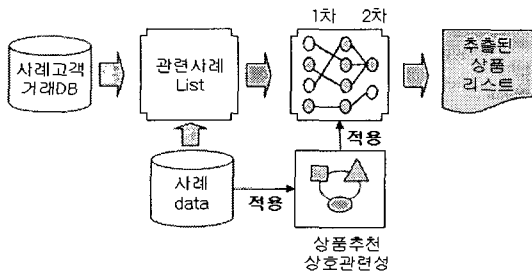 1차 2차
사례고객
거래DB
관련사례
List
추출된
상품
리스트
적용
사례
data
적용
상품추천
상호관련성